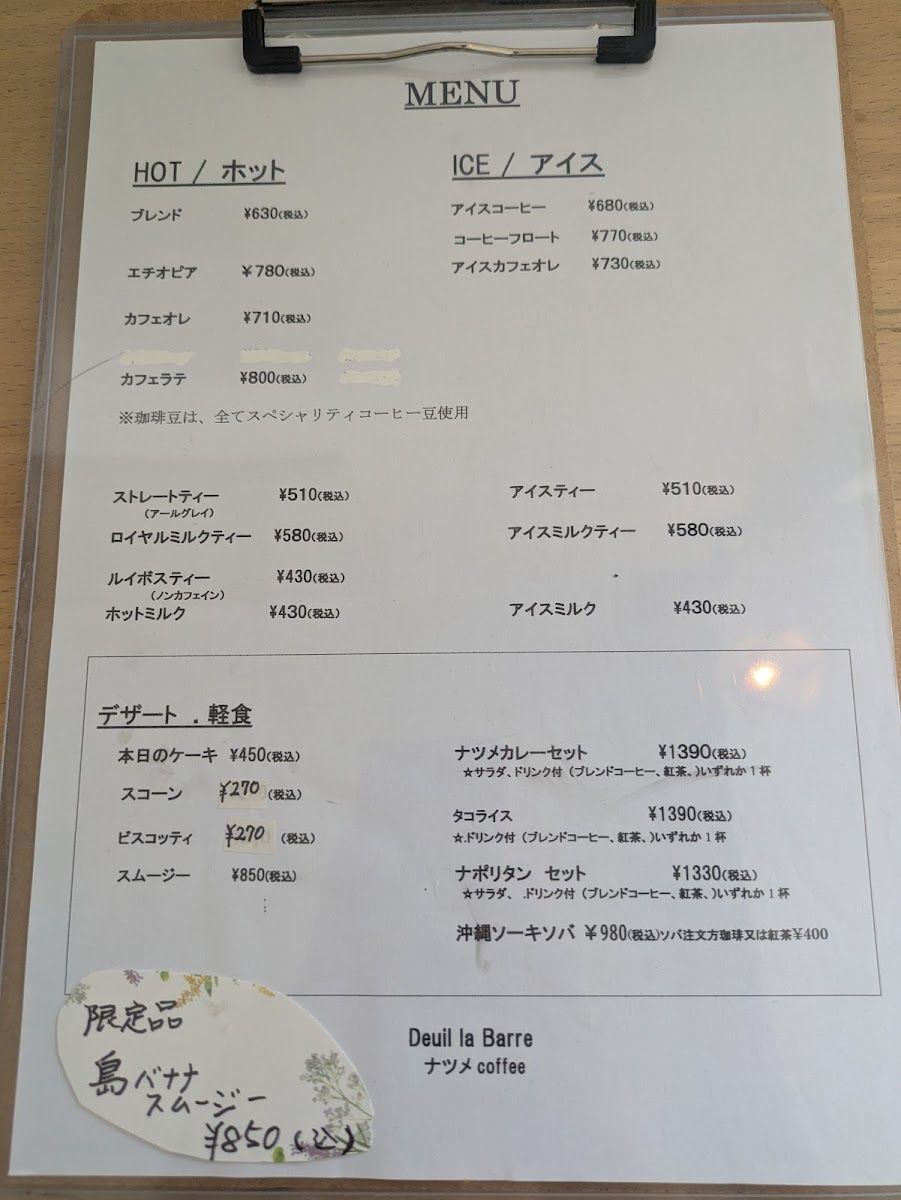 MENU
HOT / ホット
ブレンド ¥630(税込)
エチオピア ¥780(税込)
カフェオレ ¥710(税込)
カフェラテ ¥800(税込)
※珈琲豆は、全てスペシャリティコーヒー豆使用
ICE / アイス
アイスコーヒー ¥680(税込)
コーヒーフロート ¥770(税込)
アイスカフェオレ ¥730(税込)
ストレートティー ¥510(税込)
(アールグレイ)
ロイヤルミルクティー ¥580(税込)
ルイボスティー ¥430(税込)
(ノンカフェイン)
ホットミルク ¥430(税込)
アイスティー ¥510(税込)
アイスミルクティー ¥580(税込)
アイスミルク ¥430(税込)
デザート .軽食
本日のケーキ ¥450(税込)
スコーン ¥270 (税込)
ビスコッティ ¥270 (税込)
スムージー ¥850(税込)
ナツメカレーセット ¥1390(税込)
☆サラダ、ドリンク付 (ブレンドコーヒー、紅茶、)いずれか1杯
タコライス ¥1390(税込)
☆.ドリンク付 (ブレンドコーヒー、紅茶、)いずれか1杯
ナポリタン セット ¥1330(税込)
☆サラダ、 .ドリンク付 (ブレンドコーヒー、紅茶、)いずれか1杯
沖縄ソーキソバ ¥980(税込)ソバ注文方珈琲又は紅茶¥400
限定品
島バナナ
スムージー
¥850(込)
Deuil la Barre
ナツメcoffee